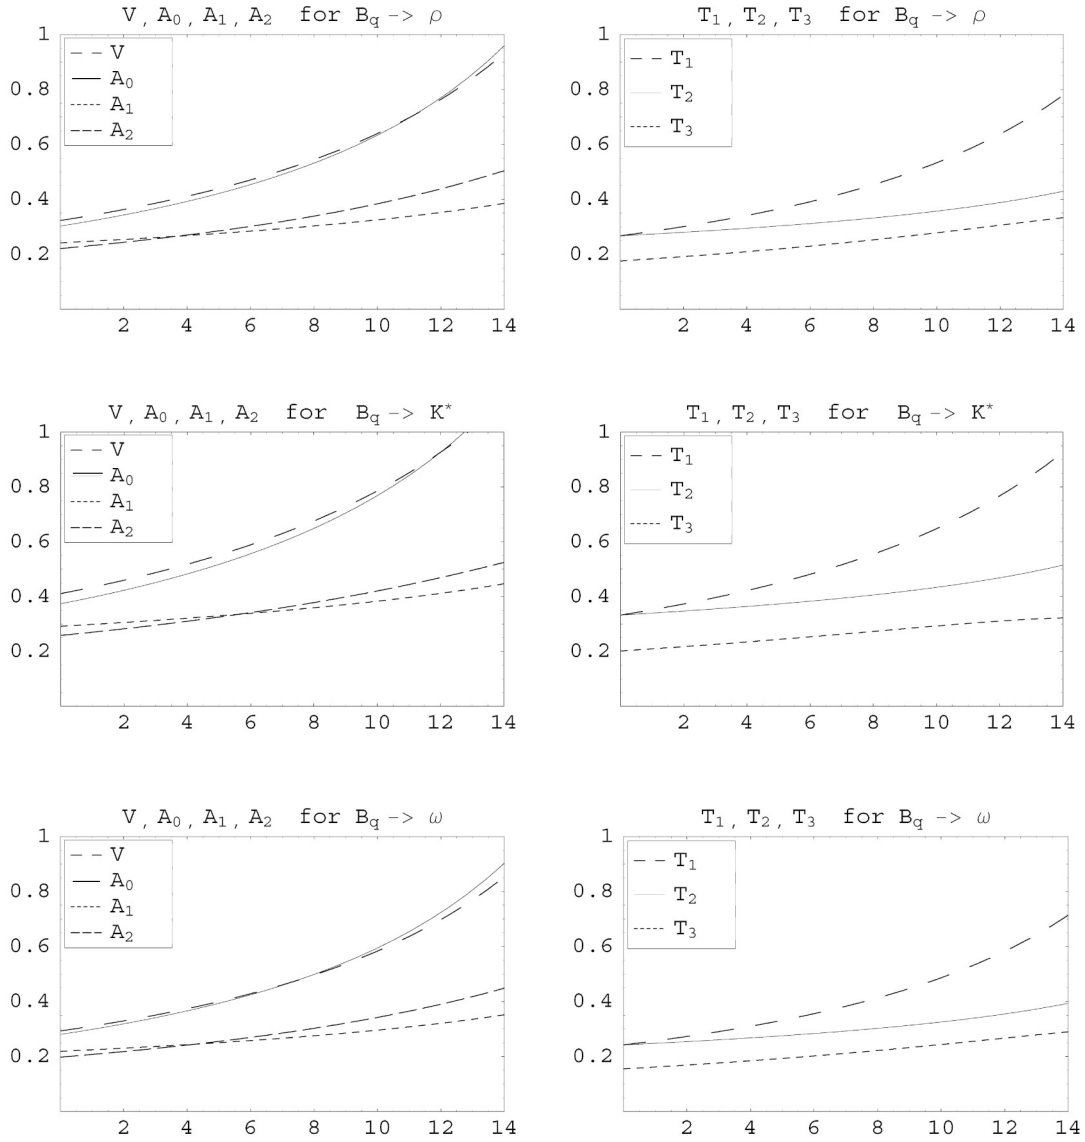 V , A₀ , A₁ , A₂ for B_q -> ρ
1
0.8
0.6
0.4
0.2
V
A₀
A₁
A₂
2 4 6 8 10 12 14
T₁ , T₂ , T₃ for B_q -> ρ
1
0.8
0.6
0.4
0.2
T₁
T₂
T₃
2 4 6 8 10 12 14
V , A₀ , A₁ , A₂ for B_q -> K*
1
0.8
0.6
0.4
0.2
V
A₀
A₁
A₂
2 4 6 8 10 12 14
T₁ , T₂ , T₃ for B_q -> K*
1
0.8
0.6
0.4
0.2
T₁
T₂
T₃
2 4 6 8 10 12 14
V , A₀ , A₁ , A₂ for B_q -> ω
1
0.8
0.6
0.4
0.2
V
A₀
A₁
A₂
2 4 6 8 10 12 14
T₁ , T₂ , T₃ for B_q -> ω
1
0.8
0.6
0.4
0.2
T₁
T₂
T₃
2 4 6 8 10 12 14